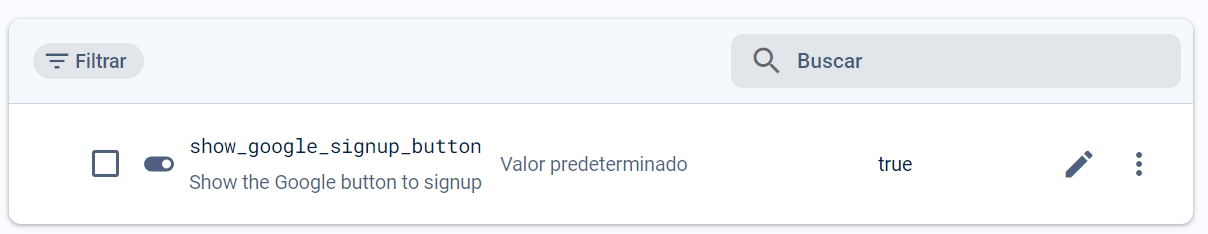 Filtrar
Buscar
show_google_signup_button
Show the Google button to signup
Valor predeterminado
true